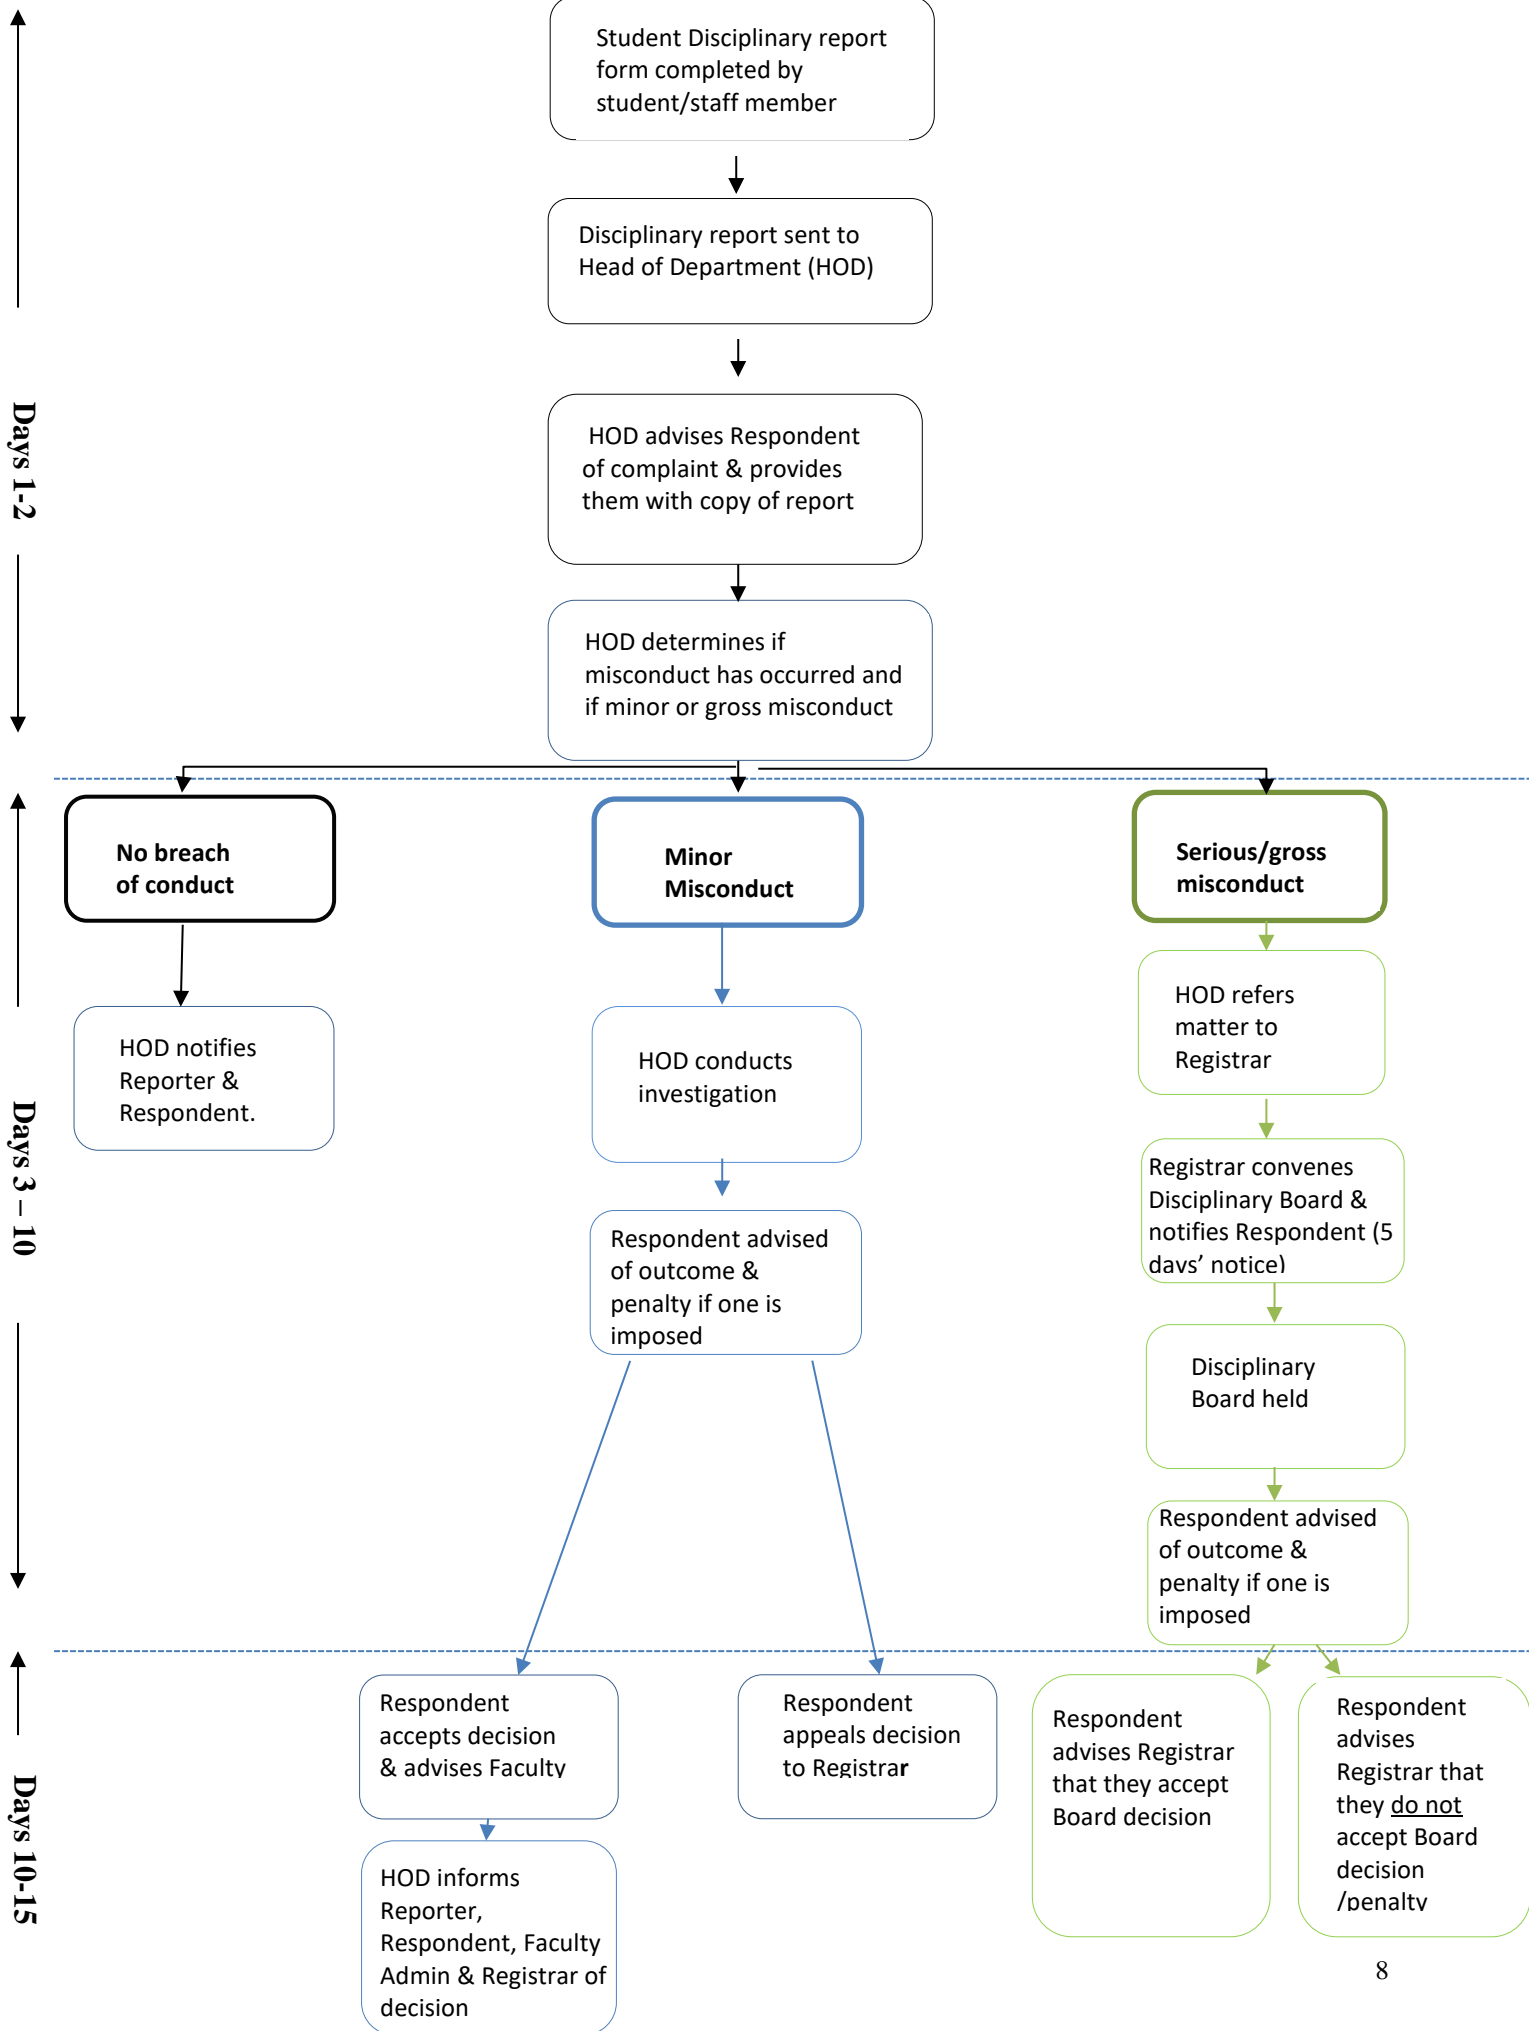 Student Disciplinary report
form completed by
student/staff member
Disciplinary report sent to
Head of Department (HOD)
HOD advises Respondent
of complaint & provides
them with copy of report
HOD determines if
misconduct has occurred and
if minor or gross misconduct
Days 1-2
No breach
of conduct
Minor
Misconduct
Serious/gross
misconduct
HOD notifies
Reporter &
Respondent.
HOD conducts
investigation
Respondent advised
of outcome &
penalty if one is
imposed
HOD refers
matter to
Registrar
Registrar convenes
Disciplinary Board &
notifies Respondent (5
days’ notice)
Disciplinary
Board held
Respondent advised
of outcome &
penalty if one is
imposed
Days 3 – 10
Respondent
accepts decision
& advises Faculty
HOD informs
Reporter,
Respondent, Faculty
Admin & Registrar of
decision
Respondent
appeals decision
to Registrar
Respondent
advises Registrar
that they accept
Board decision
Respondent
advises
Registrar that
they do not
accept Board
decision
/penalty
Days 10-15
8